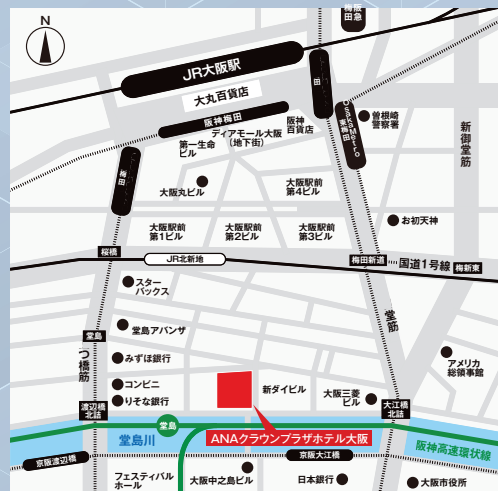 N
阪急
梅田
JR大阪駅
大丸百貨店
田
阪神梅田
阪神
百貨店
ディアモール大阪
(地下街)
第一生命
ビル
Osaka Metro
東梅田
曽根崎
警察署
新御堂筋
梅田
大阪丸ビル
大阪駅前
第4ビル
お初天神
大阪駅前
第1ビル
大阪駅前
第2ビル
大阪駅前
第3ビル
桜橋
JR北新地
梅田新道
国道1号線
梅新東
スター
バックス
堂島アバンザ
堂島
堂筋
みずほ銀行
つ橋筋
アメリカ
総領事館
コンビニ
りそな銀行
新ダイビル
大阪三菱
ビル
渡辺橋
北詰
大江橋
北詰
堂島
堂島川
ANAクラウンプラザホテル大阪
阪神高速環状線
京阪渡辺橋
京阪大江橋
フェスティバル
ホール
大阪中之島ビル
日本銀行
大阪市役所